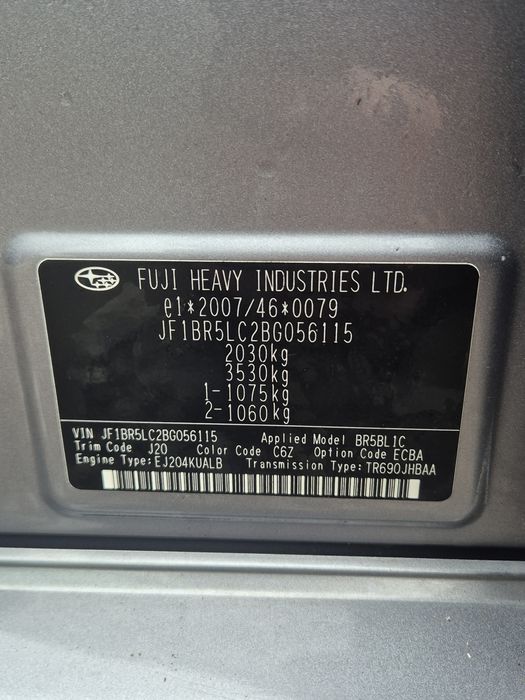 FUJI HEAVY INDUSTRIES LTD.
e1*2007/46*0079
JF1BR5LC2BG056115
2030kg
3530kg
1-1075kg
2-1060kg
VIN JF1BR5LC2BG056115 Applied Model BR5BL1C
Trim Code J20 Color Code C6Z Option Code ECBA
Engine Type:EJ204KUALB Transmission Type:TR690JHBAA